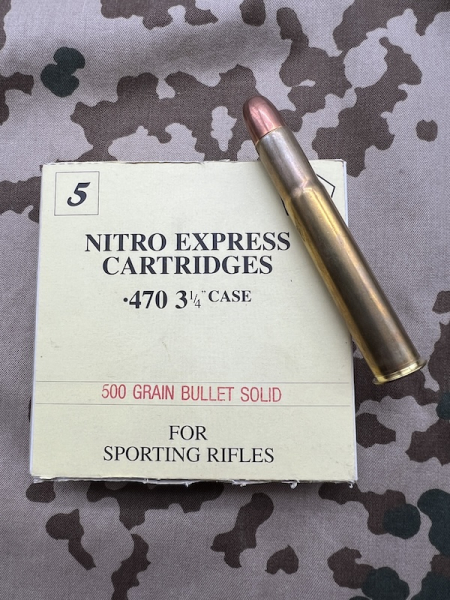 5
NITRO EXPRESS
CARTRIDGES
·470 3¼" CASE
500 GRAIN BULLET SOLID
FOR
SPORTING RIFLES